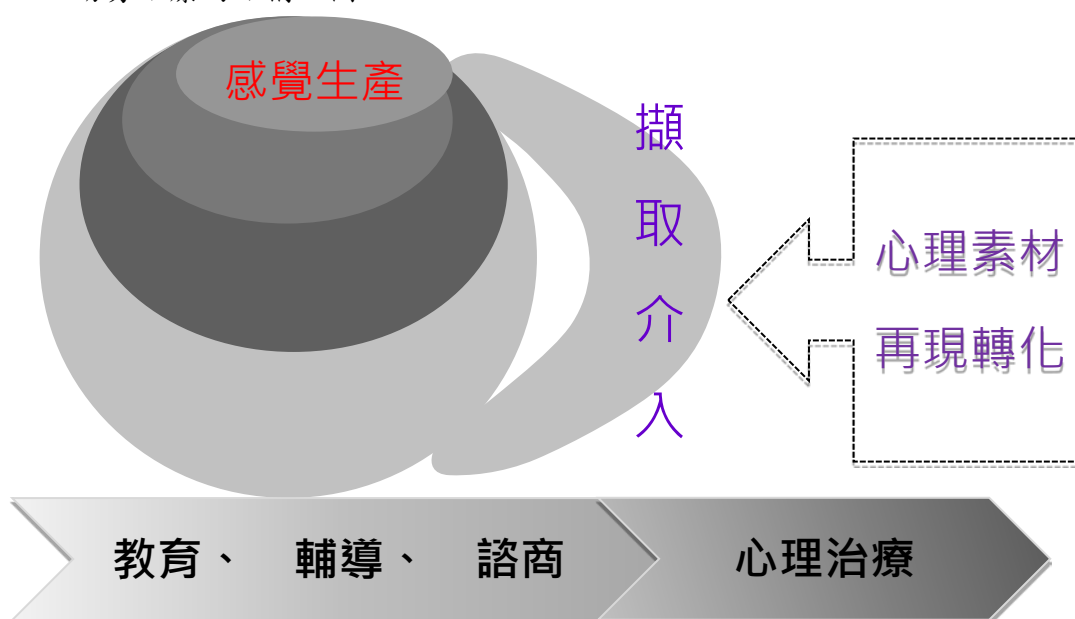 感覺生產
擷
取
介
入
心理素材
再現轉化
教育、 輔導、 諮商
心理治療